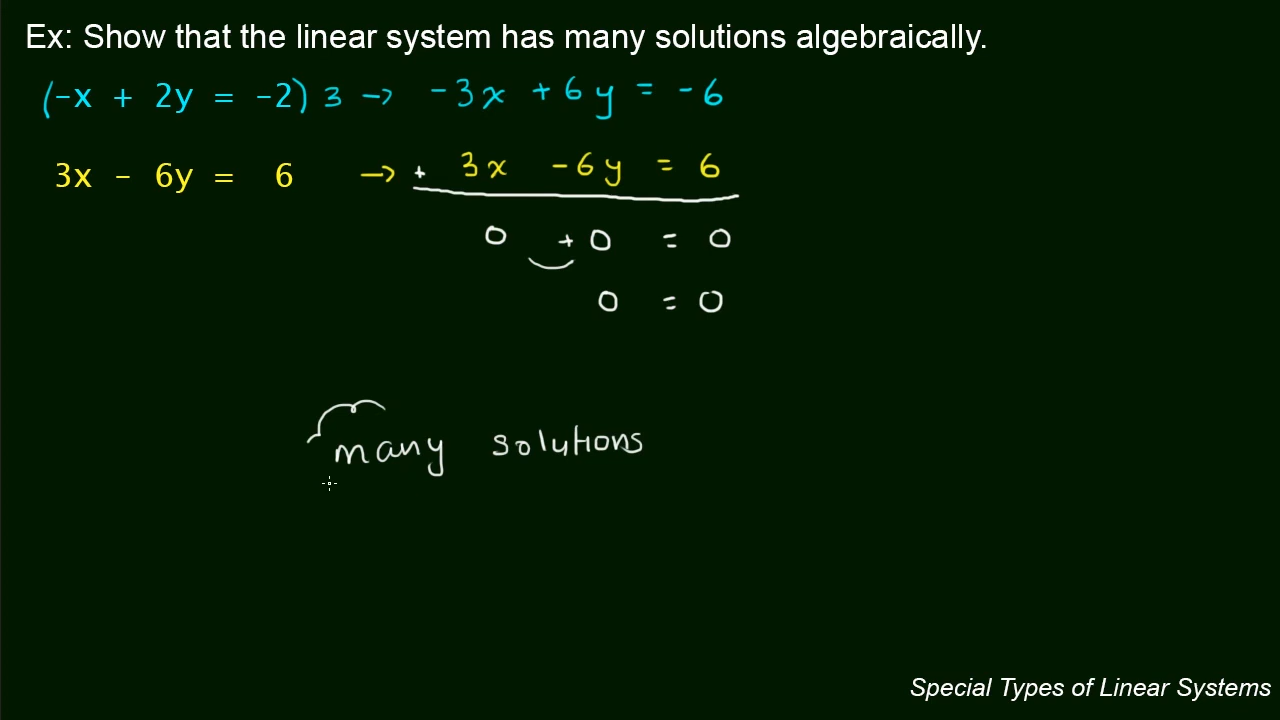 Ex: Show that the linear system has many solutions algebraically.
(-x + 2y = -2) 3 → -3x + 6y = -6
3x - 6y = 6 → + 3x - 6y = 6
0 + 0 = 0
0 = 0
many solutions
Special Types of Linear Systems